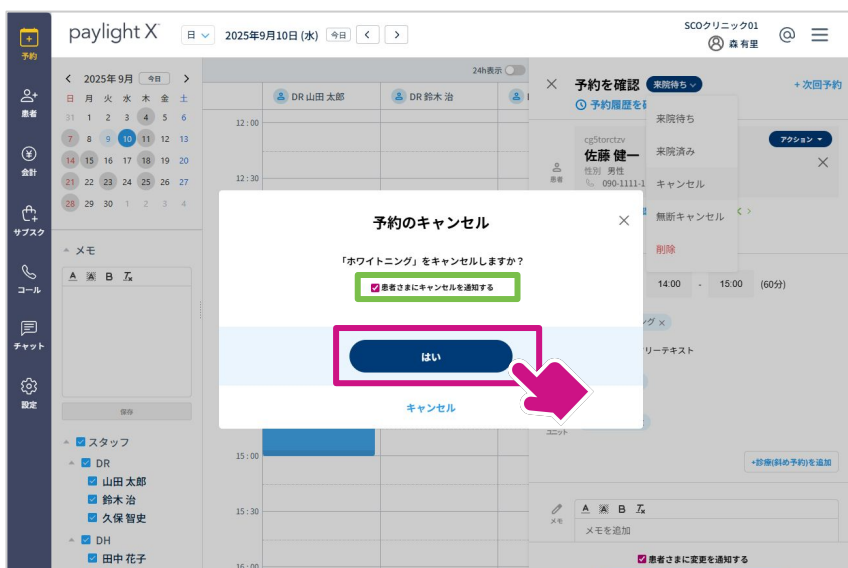 paylight X
日
2025年9月10日 (水)
今日
SCOクリニック01
森 有里
予約
患者
会計
サブスク
コール
チャット
設定
2025年 9月 今日
日 月 火 水 木 金 土
31 1 2 3 4 5 6
7 8 9 10 11 12 13
14 15 16 17 18 19 20
21 22 23 24 25 26 27
28 29 30 1 2 3 4
メモ
A A B Tx
保存
スタッフ
DR
山田 太郎
鈴木 治
久保 智史
DH
田中 花子
24h表示
DR 山田 太郎
DR 鈴木 治
12:00
12:30
15:00
15:30
16:00
予約のキャンセル
「ホワイトニング」をキャンセルしますか？
患者さまにキャンセルを通知する
はい
キャンセル
予約を確認
来院待ち
+ 次回予約
予約履歴を
来院待ち
来院済み
キャンセル
無断キャンセル
削除
cg5torctzv
アクション
佐藤 健一
患者
性別 男性
090-1111-1
14:00 - 15:00 (60分)
グ ×
リーテキスト
ユニット
+診療(斜め予約)を追加
A A B Tx
メモ
メモを追加
患者さまに変更を通知する